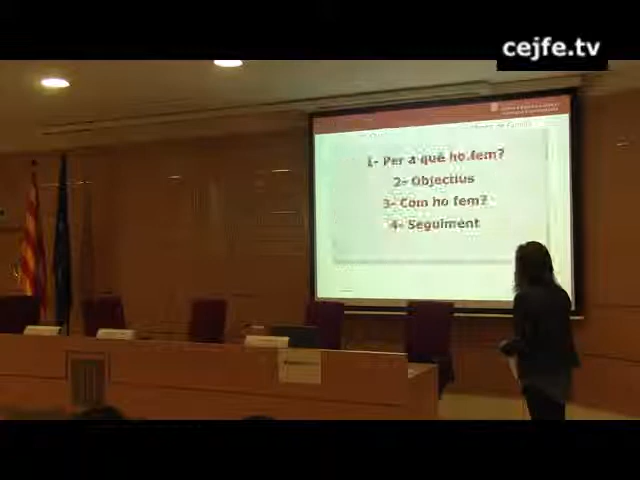 cejfe.tv
1- Per a què ho fem?
2- Objectius
3- Com ho fem?
4- Seguiment